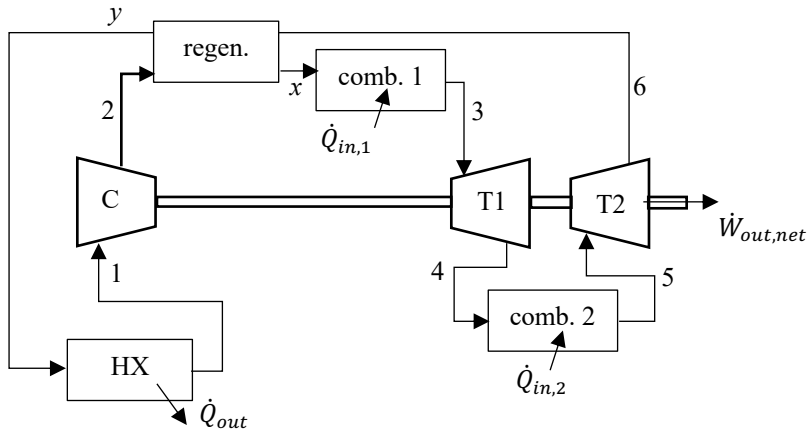 y
regen.
x
comb. 1
2
3
6
Q̇in,1
C
T1
T2
Ẇout,net
1
4
5
comb. 2
HX
Q̇in,2
Q̇out